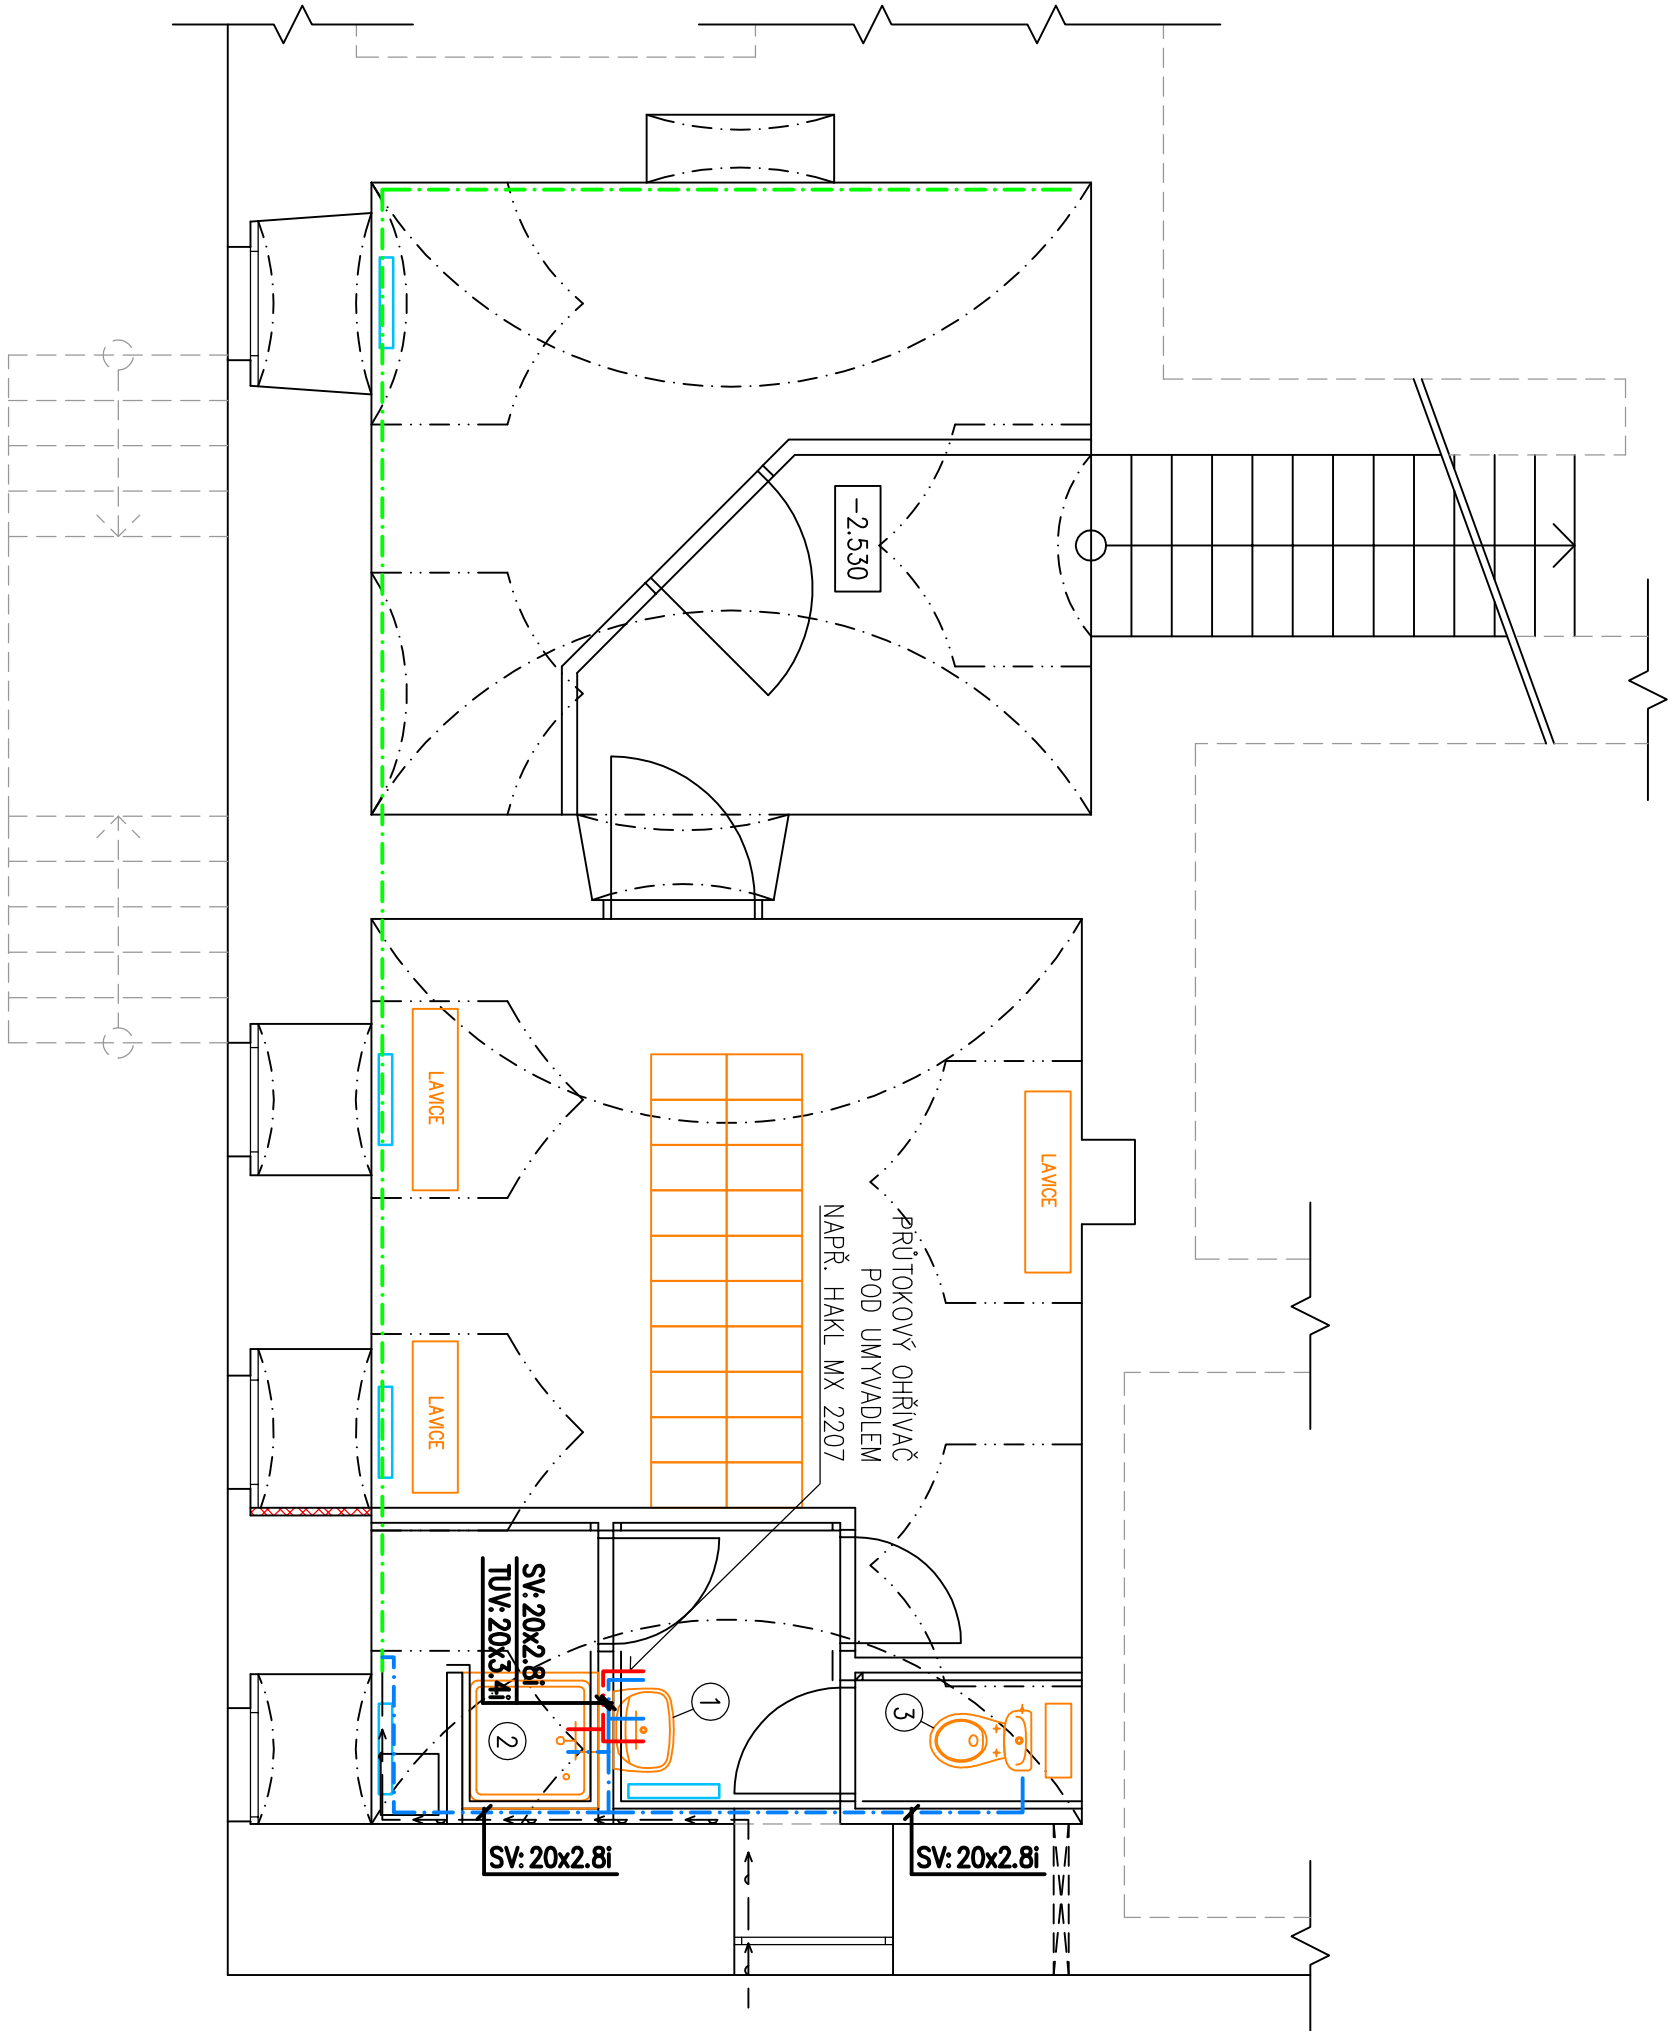 -2.530
LAVICE
LAVICE
PRŮTOKOVÝ OHŘÍVAČ
POD UMYVADLEM
NAPŘ. HAKL MX 2207
LAVICE
SV: 20x2.8i
TUV: 20x3.4i
1
3
2
SV: 20x2.8i
SV: 20x2.8i